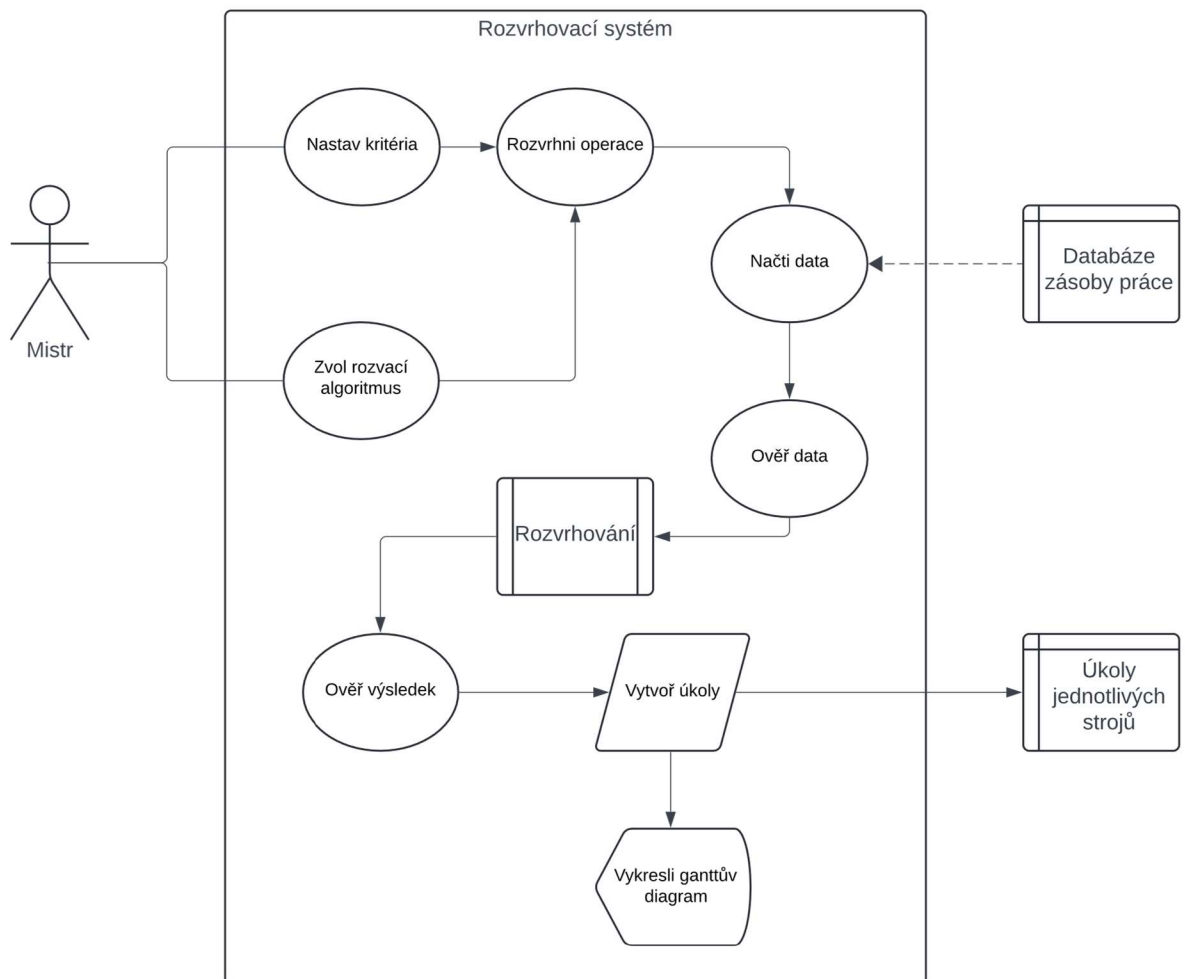 Rozvrhovací systém
Nastav kritéria
Rozvrhni operace
Načti data
Databáze
zásoby práce
Mistr
Zvol rozvací
algoritmus
Ověř data
Rozvrhování
Ověř výsledek
Vytvoř úkoly
Úkoly
jednotlivých
strojů
Vykresli ganttův
diagram